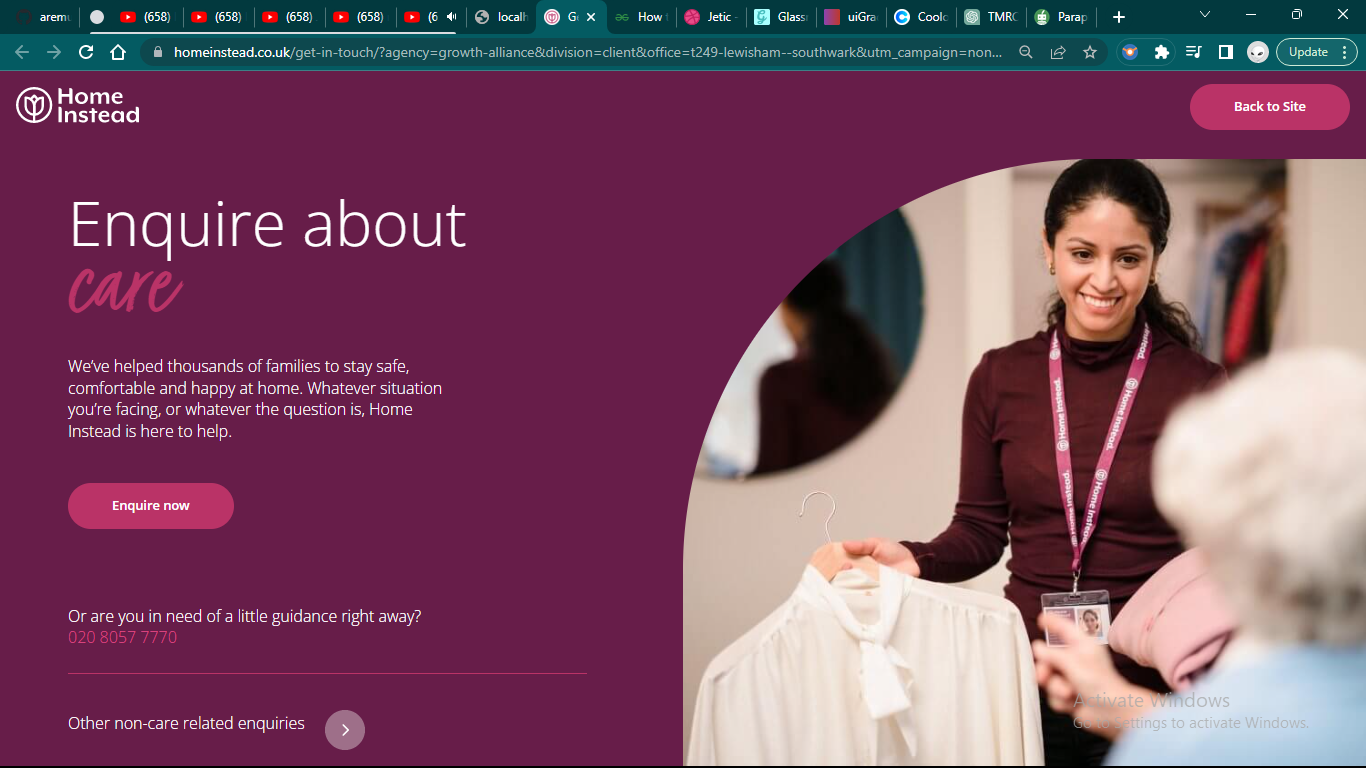 arem
(658)
(658)
(658)
(658)
(6
localh
G
How t
Jetic -
Glass
uiGra
Coolo
TMRC
Parap
homeinstead.co.uk/get-in-touch/?agency=growth-alliance&division=client&office=t249-lewisham--southwark&utm_campaign=non...
Update
Home
Instead
Back to Site
Enquire about
care
We've helped thousands of families to stay safe,
comfortable and happy at home. Whatever situation
you're facing, or whatever the question is, Home
Instead is here to help.
Enquire now
Or are you in need of a little guidance right away?
020 8057 7770
Other non-care related enquiries
Home Instead.
Home Instead.
Home Instead.
Activate Windows
Go to Settings to activate Windows.